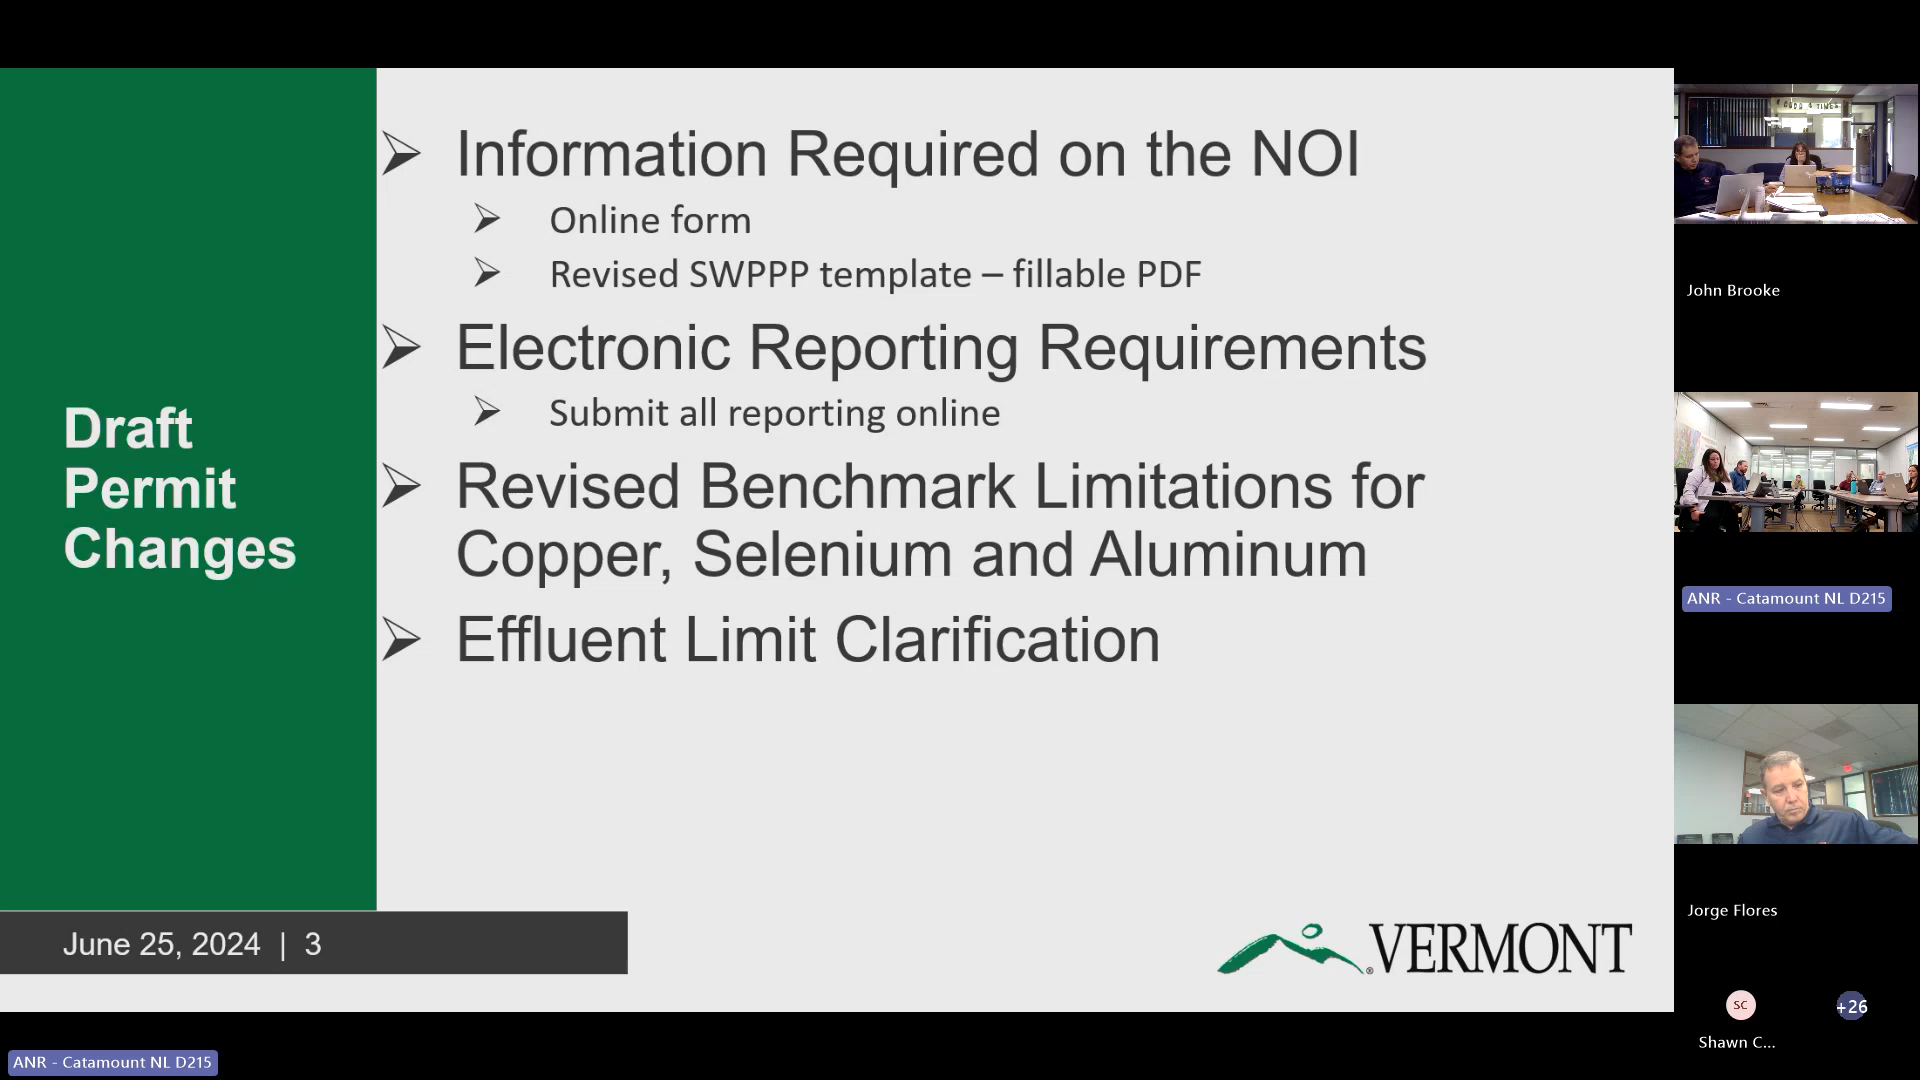 Draft
Permit
Changes
Information Required on the NOI
Online form
Revised SWPPP template – fillable PDF
Electronic Reporting Requirements
Submit all reporting online
Revised Benchmark Limitations for
Copper, Selenium and Aluminum
Effluent Limit Clarification
June 25, 2024 | 3
®VERMONT
GOOD TIMES
John Brooke
ANR - Catamount NL D215
Jorge Flores
SC
+26
Shawn C...
ANR - Catamount NL D215